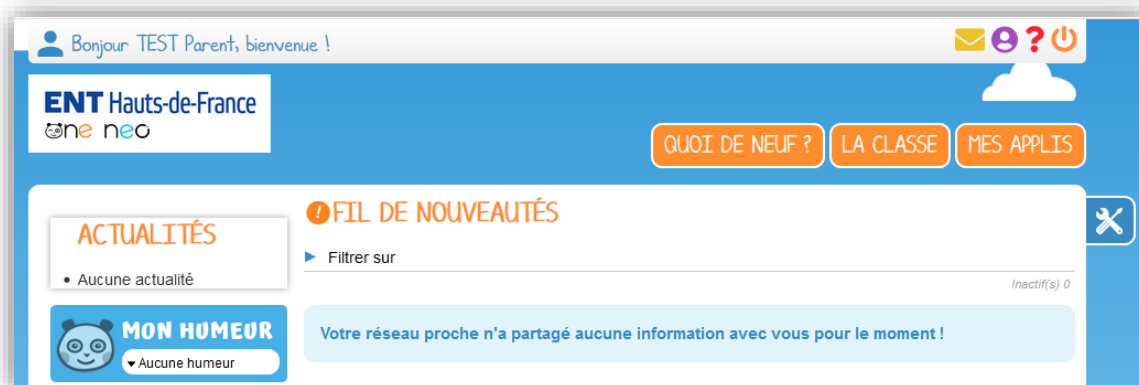 Bonjour TEST Parent, bienvenue !
ENT Hauts-de-France
one neo
QUOI DE NEUF ?
LA CLASSE
MES APPLIS
ACTUALITÉS
• Aucune actualité
MON HUMEUR
Aucune humeur
FIL DE NOUVEAUTÉS
Filtrer sur
Inactif(s) 0
Votre réseau proche n'a partagé aucune information avec vous pour le moment !